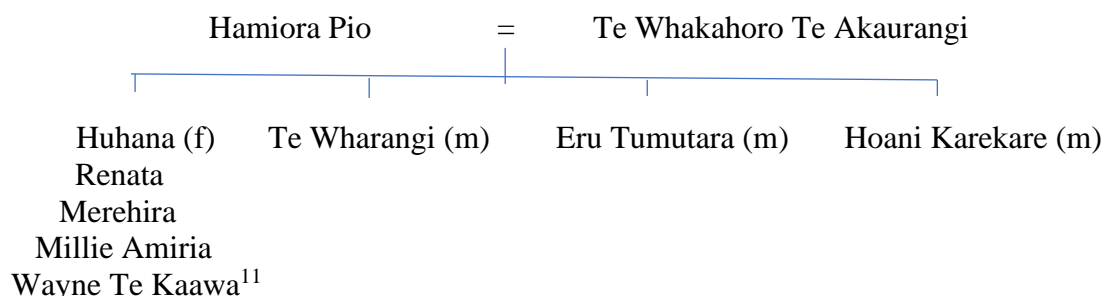 Hamiora Pio = Te Whakahoro Te Akaurangi
Huhana (f) Te Wharangi (m) Eru Tumutara (m) Hoani Karekare (m)
Renata
Merehira
Millie Amiria
Wayne Te Kaawa¹¹